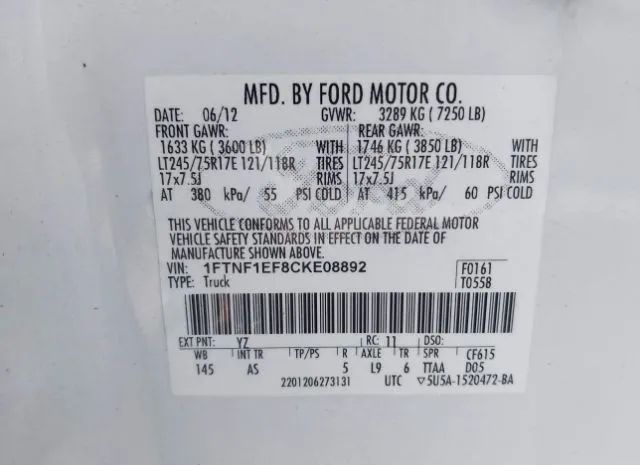 MFD. BY FORD MOTOR CO.
DATE: 06/12 GVWR: 3289 KG ( 7250 LB)
FRONT GAWR: REAR GAWR:
1633 KG ( 3600 LB) WITH 1746 KG ( 3850 LB) WITH
LT245/75R17E 121/118R TIRES LT245/75R17E 121/118R TIRES
17x7.5J RIMS 17x7.5J RIMS
AT 380 kPa/ 55 PSI COLD AT 415 kPa/ 60 PSI COLD
THIS VEHICLE CONFORMS TO ALL APPLICABLE FEDERAL MOTOR
VEHICLE SAFETY STANDARDS IN EFFECT ON THE DATE OF
MANUFACTURE SHOWN ABOVE.
VIN: 1FTNF1EF8CKE08892 F0161
TYPE: Truck T0558
EXT PNT: YZ RC: 11 DSO:
WB INT TR TP/PS R AXLE TR SPR CF615
145 AS 5 L9 6 TTAA D05
2201206273131 UTC ▽5U5A-1520472-BA